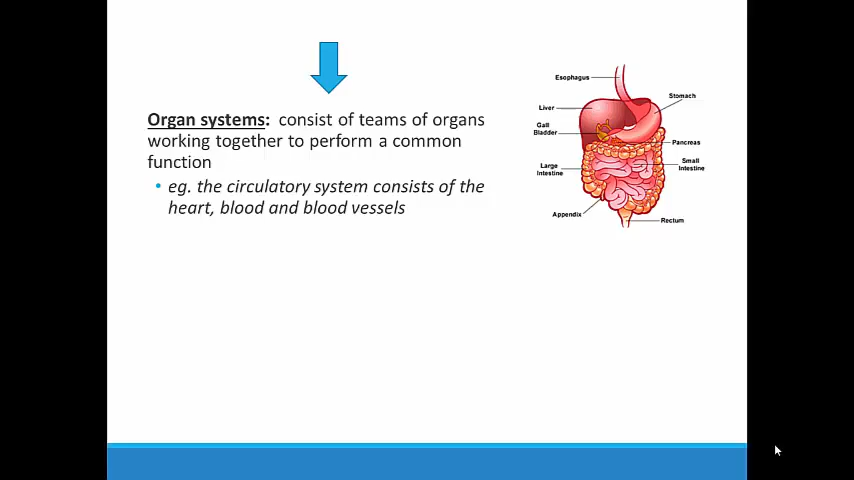 Organ systems:  consist of teams of organs
working together to perform a common
function
• eg. the circulatory system consists of the
heart, blood and blood vessels
Esophagus
Stomach
Liver
Gall
Bladder
Pancreas
Large
Intestine
Small
Intestine
Appendix
Rectum